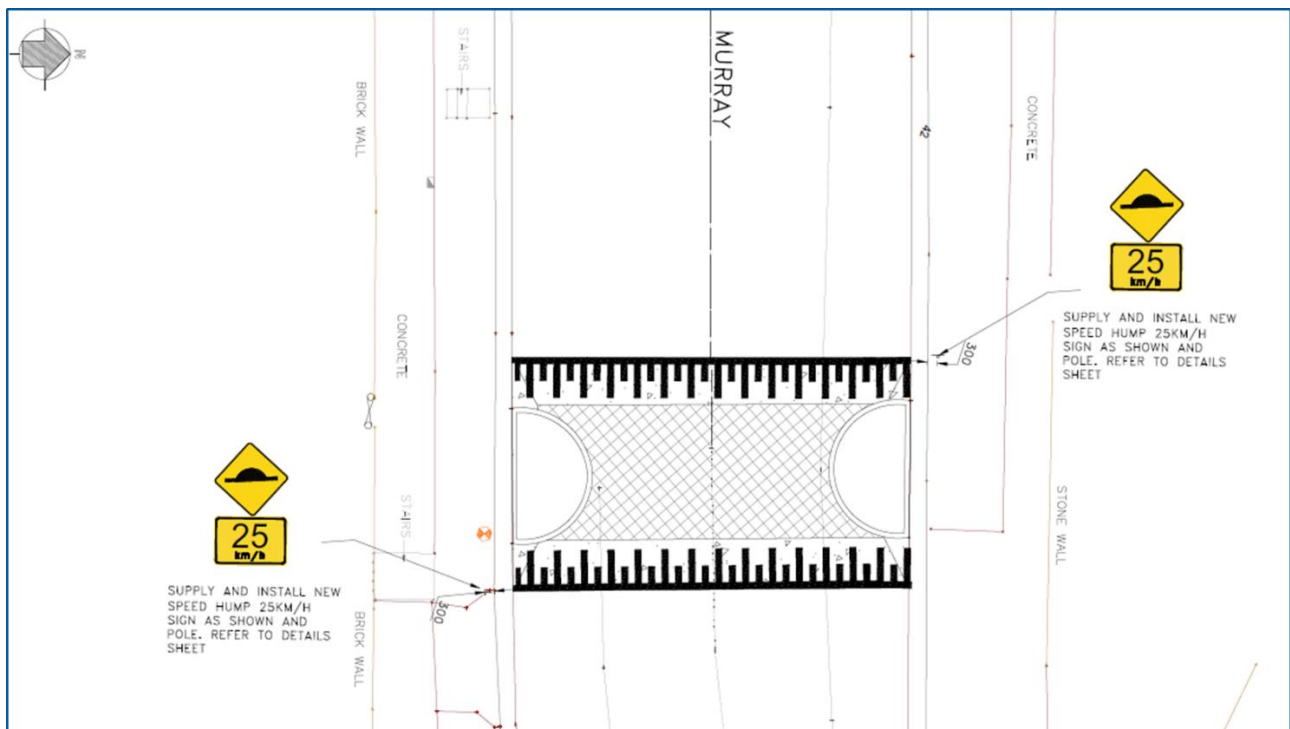 N
STAIRS
MURRAY
BRICK WALL
CONCRETE
42
25
km/h
SUPPLY AND INSTALL NEW
SPEED HUMP 25KM/H
SIGN AS SHOWN AND
POLE. REFER TO DETAILS
SHEET
300
CONCRETE
STAIRS
STONE WALL
25
km/h
SUPPLY AND INSTALL NEW
SPEED HUMP 25KM/H
SIGN AS SHOWN AND
POLE. REFER TO DETAILS
SHEET
300
BRICK WALL